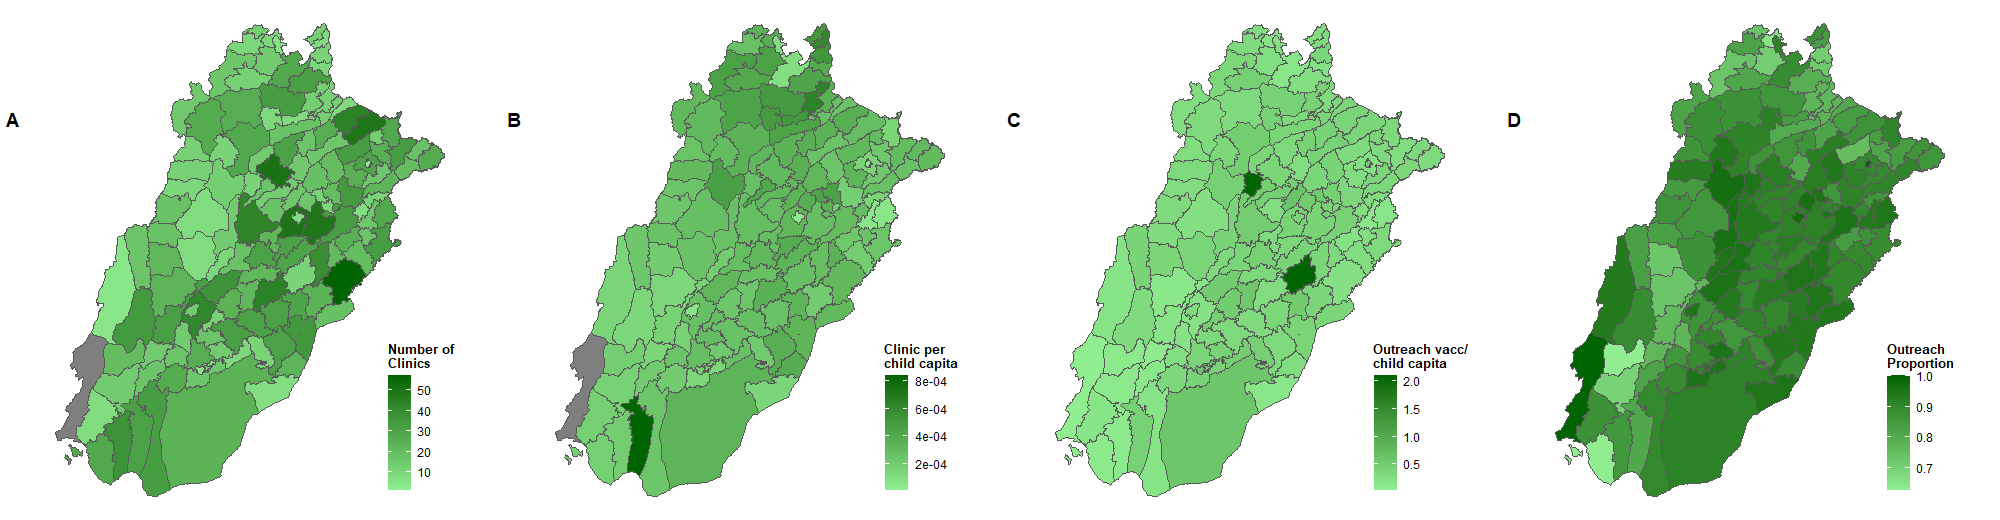 A
Number of
Clinics
50
40
30
20
10
B
Clinic per
child capita
8e-04
6e-04
4e-04
2e-04
C
Outreach vacc/
child capita
2.0
1.5
1.0
0.5
D
Outreach
Proportion
1.0
0.9
0.8
0.7